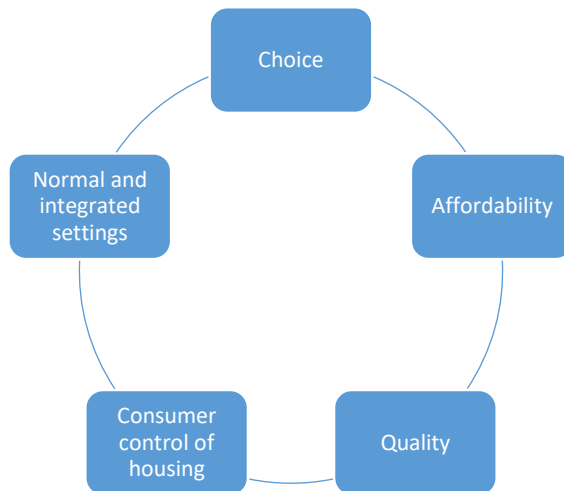 Choice
Affordability
Quality
Consumer
control of
housing
Normal and
integrated
settings